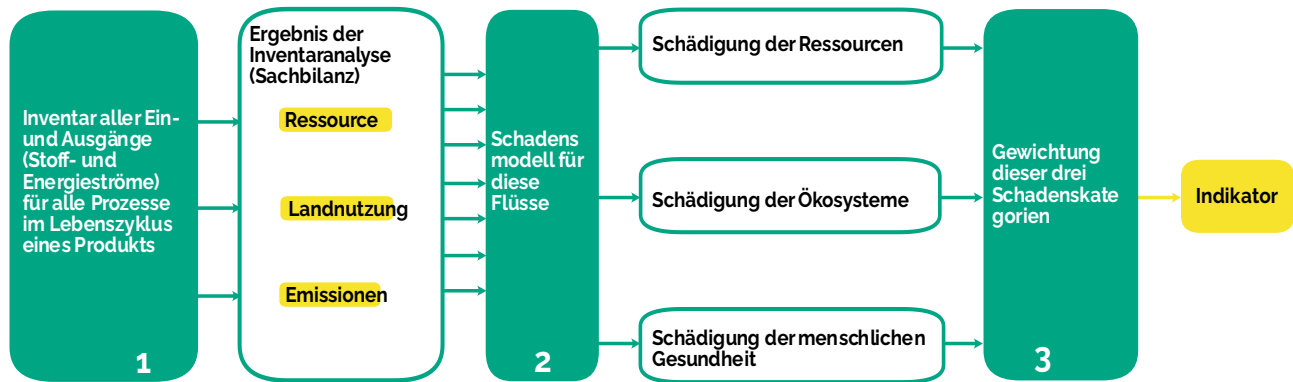 Inventar aller Ein-
und Ausgänge
(Stoff- und
Energieströme)
für alle Prozesse
im Lebenszyklus
eines Produkts
1
Ergebnis der
Inventaranalyse
(Sachbilanz)
Ressource
Landnutzung
Emissionen
Schadens
modell für
diese
Flüsse
2
Schädigung der Ressourcen
Schädigung der Ökosysteme
Schädigung der menschlichen
Gesundheit
Gewichtung
dieser drei
Schadenskate
gorien
3
Indikator